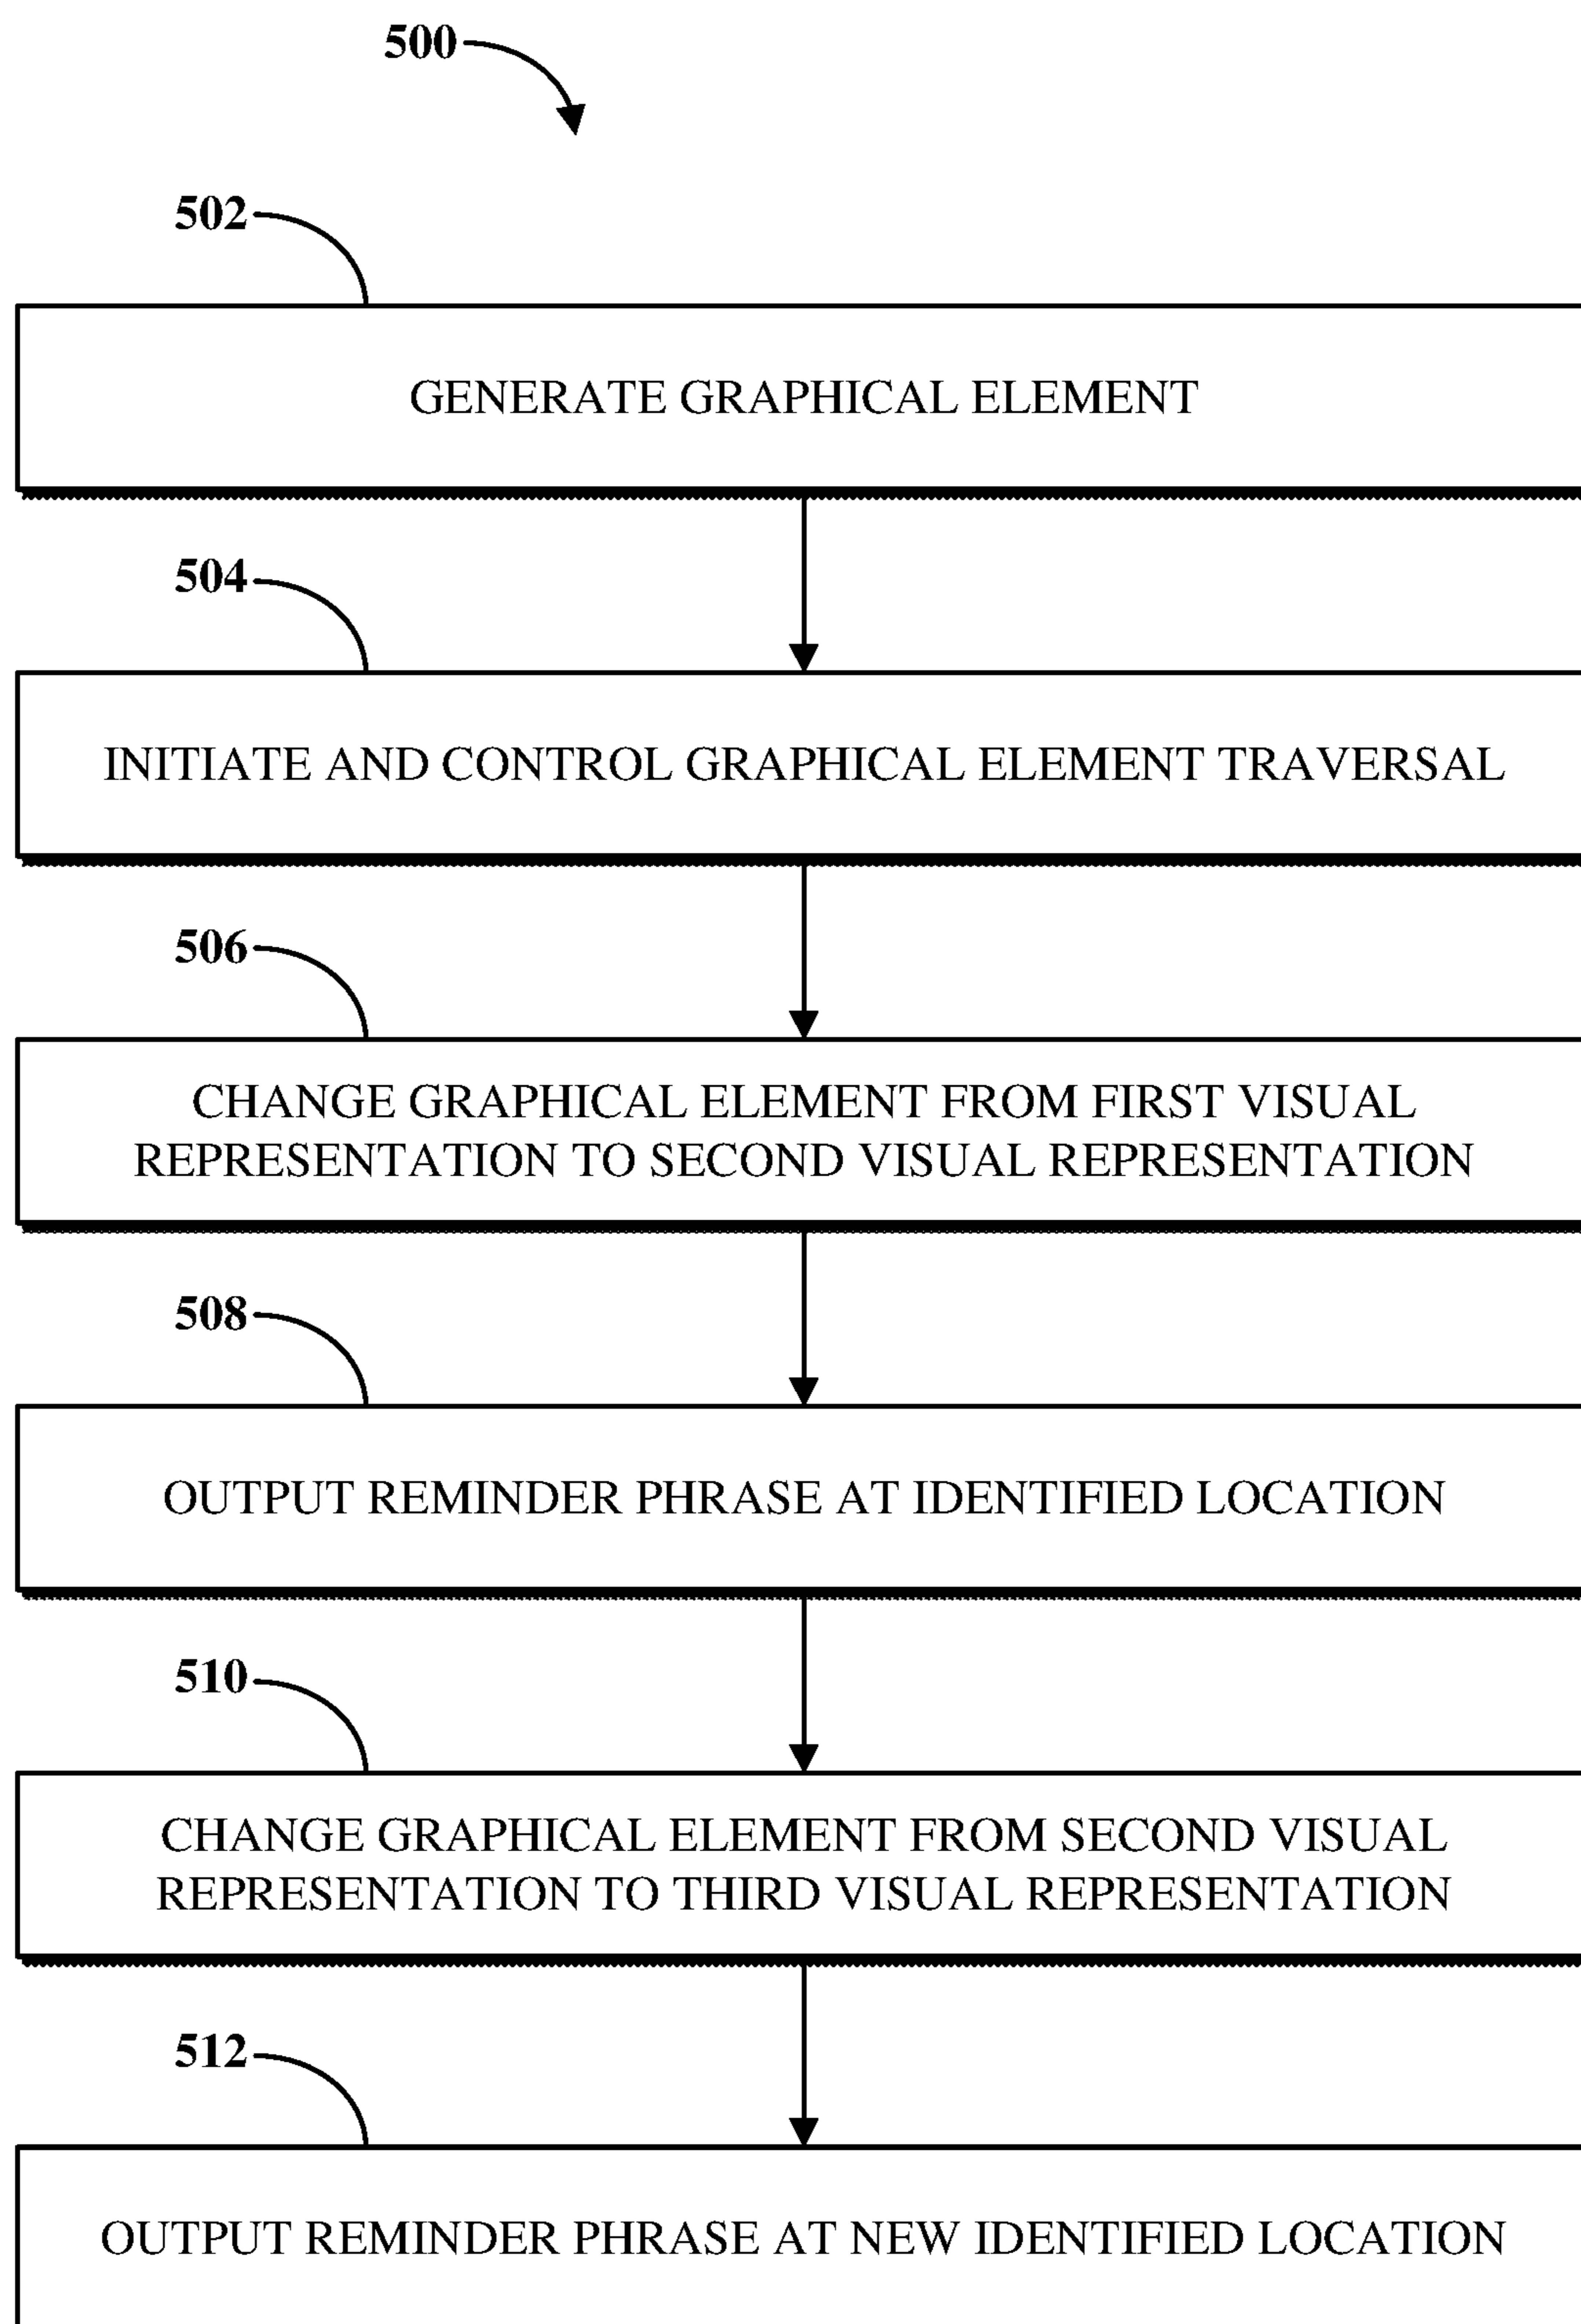 500
502
GENERATE GRAPHICAL ELEMENT
504
INITIATE AND CONTROL GRAPHICAL ELEMENT TRAVERSAL
506
CHANGE GRAPHICAL ELEMENT FROM FIRST VISUAL
REPRESENTATION TO SECOND VISUAL REPRESENTATION
508
OUTPUT REMINDER PHRASE AT IDENTIFIED LOCATION
510
CHANGE GRAPHICAL ELEMENT FROM SECOND VISUAL
REPRESENTATION TO THIRD VISUAL REPRESENTATION
512
OUTPUT REMINDER PHRASE AT NEW IDENTIFIED LOCATION